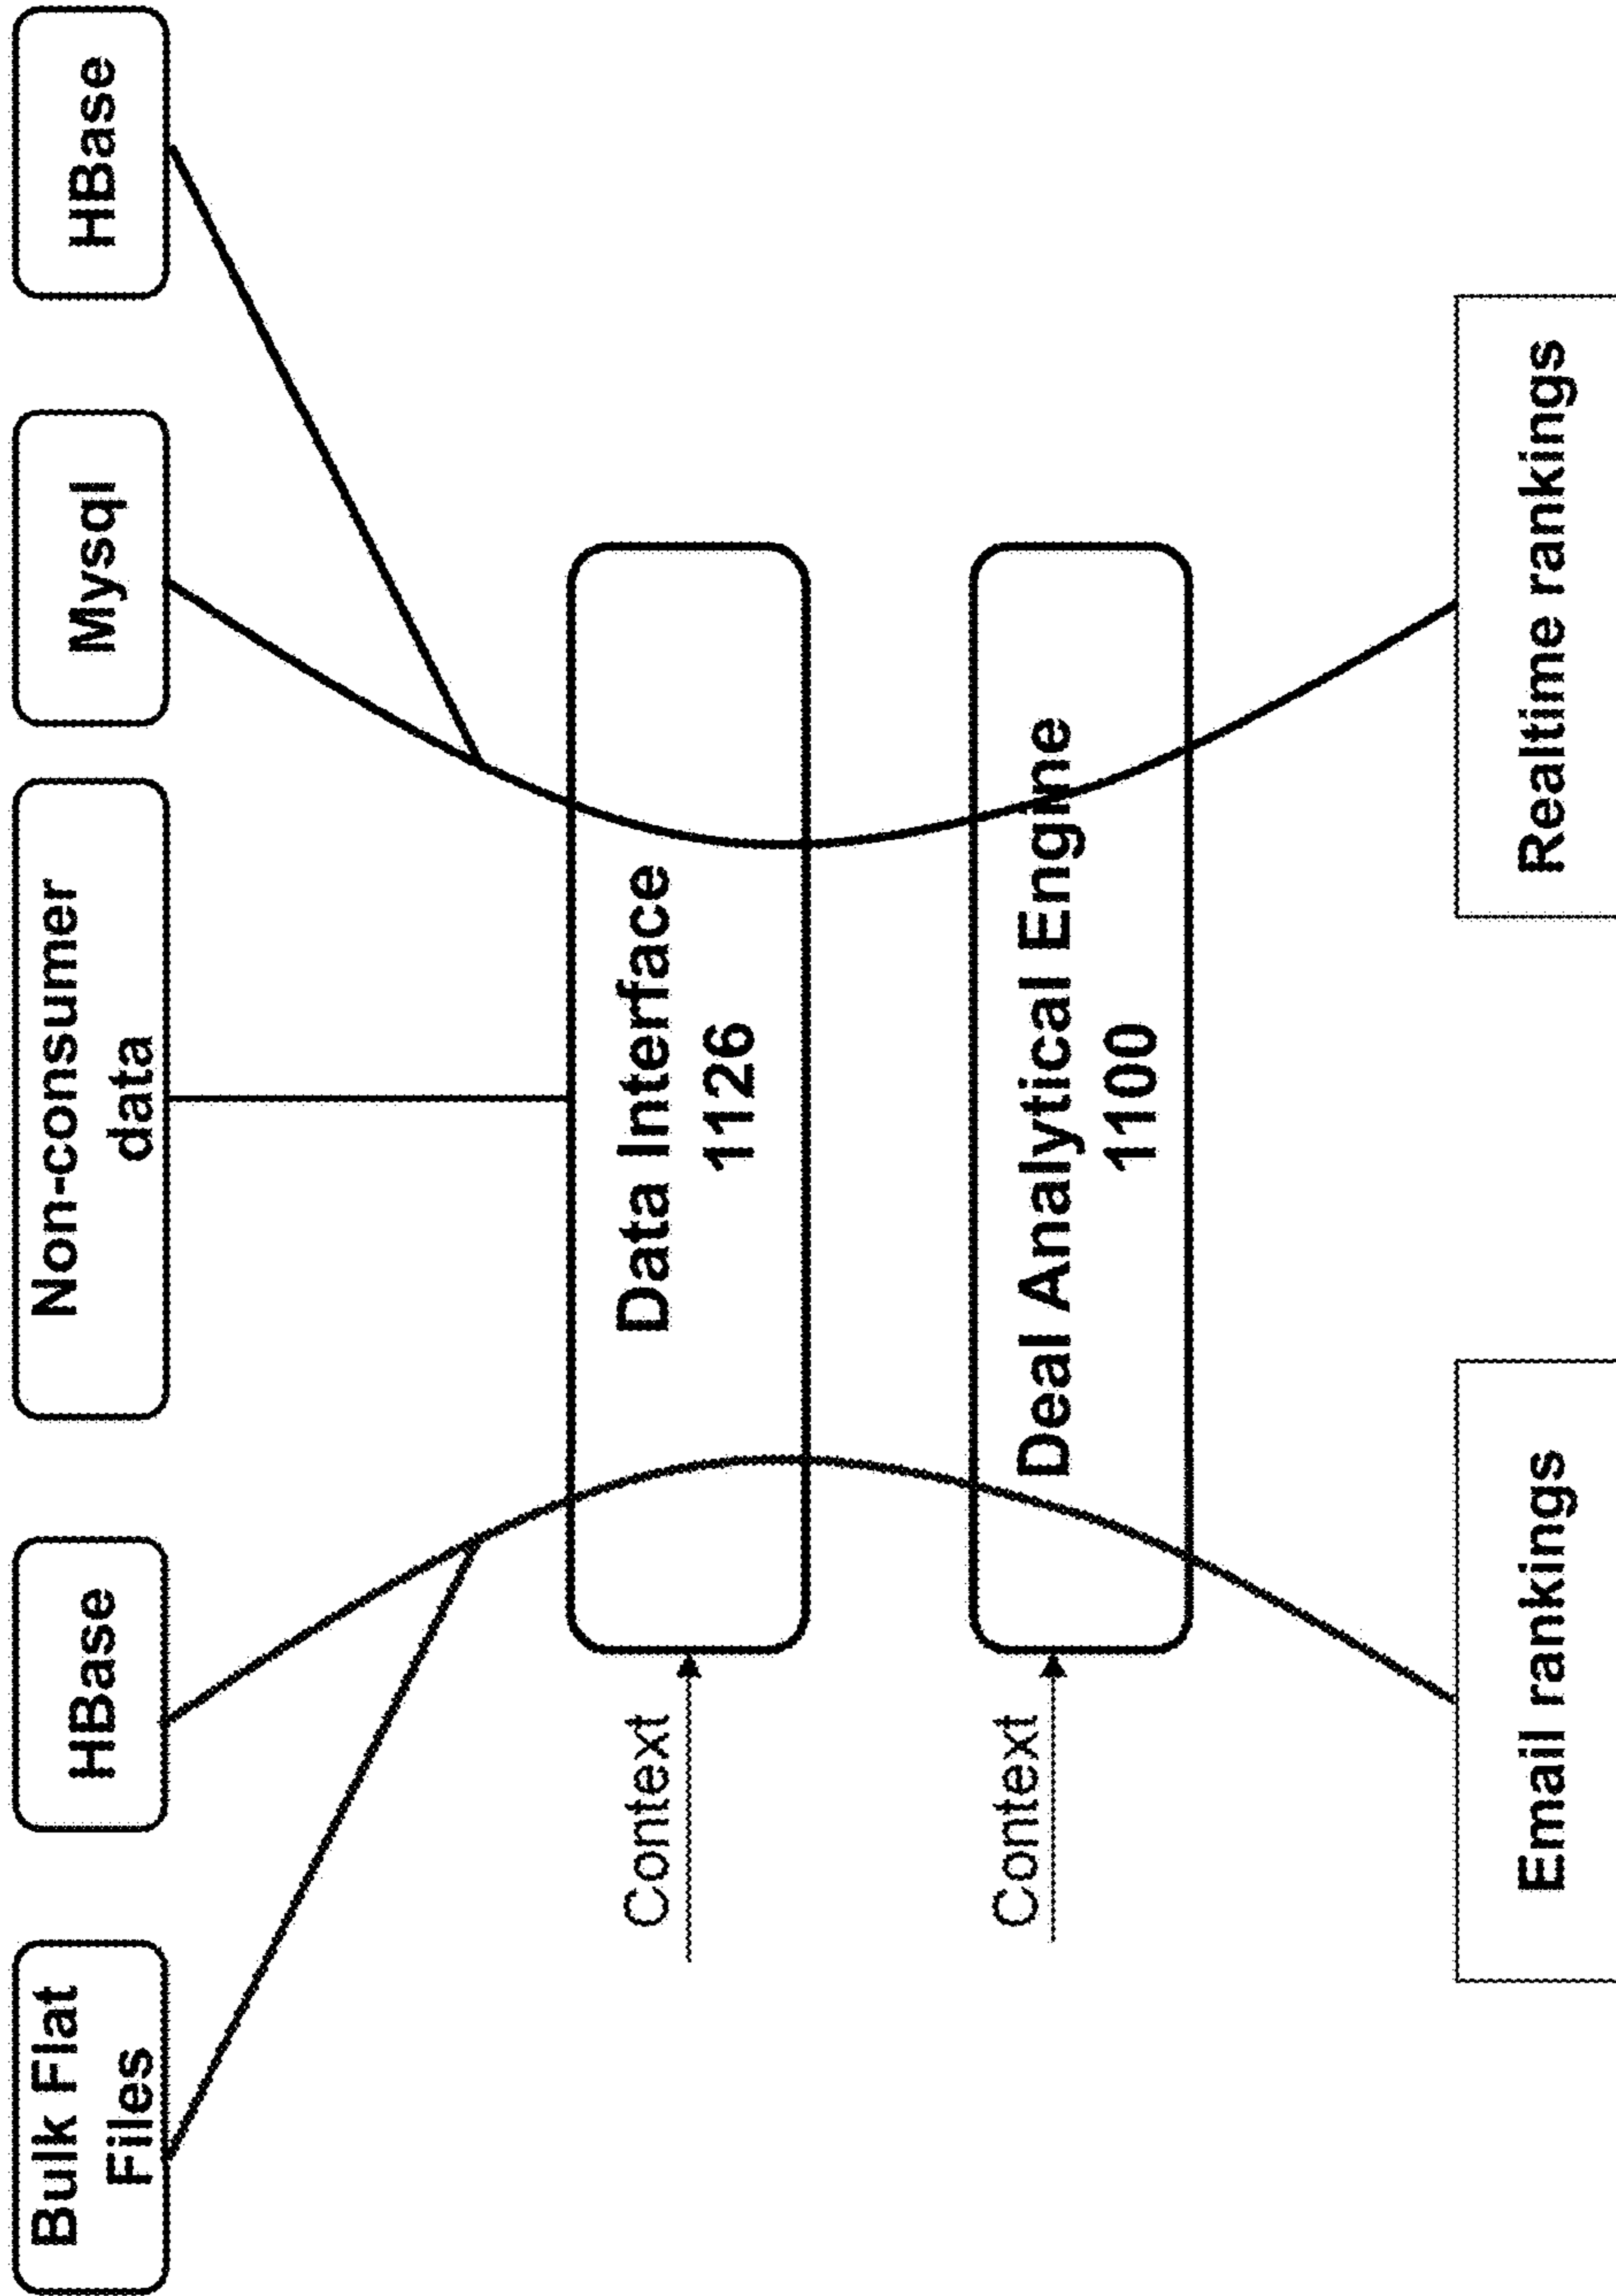 Bulk Flat
Files
HBase
Non-consumer
data
Mysql
HBase
Context
Data Interface
1126
Context
Deal Analytical Engine
1100
Email rankings
Realtime rankings